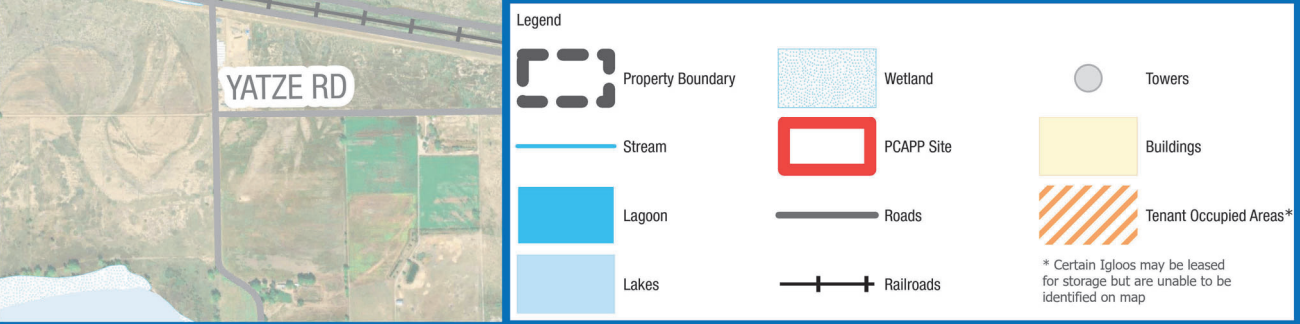 YATZE RD
Legend
Property Boundary
Wetland
Towers
Stream
PCAPP Site
Buildings
Lagoon
Roads
Tenant Occupied Areas*
Lakes
Railroads
* Certain Igloos may be leased
for storage but are unable to be
identified on map